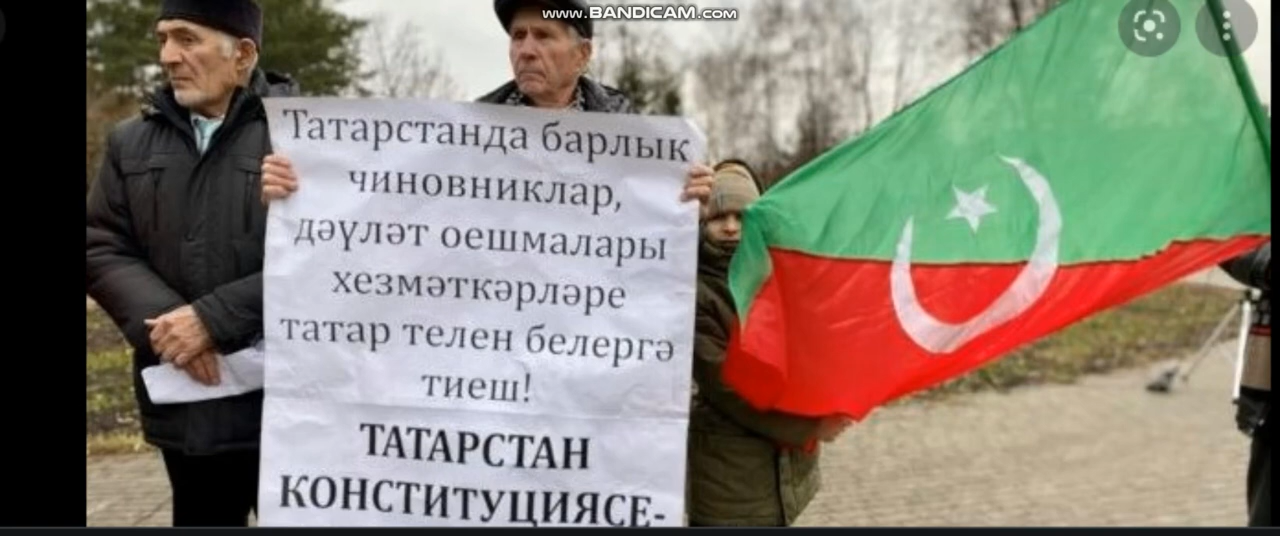 www.BANDICAM.com
Татарстанда барлык
чиновниклар,
дәүләт оешмалары
хезмәткәрләре
татар телен белергә
тиеш!
ТАТАРСТАН
КОНСТИТУЦИЯСЕ-